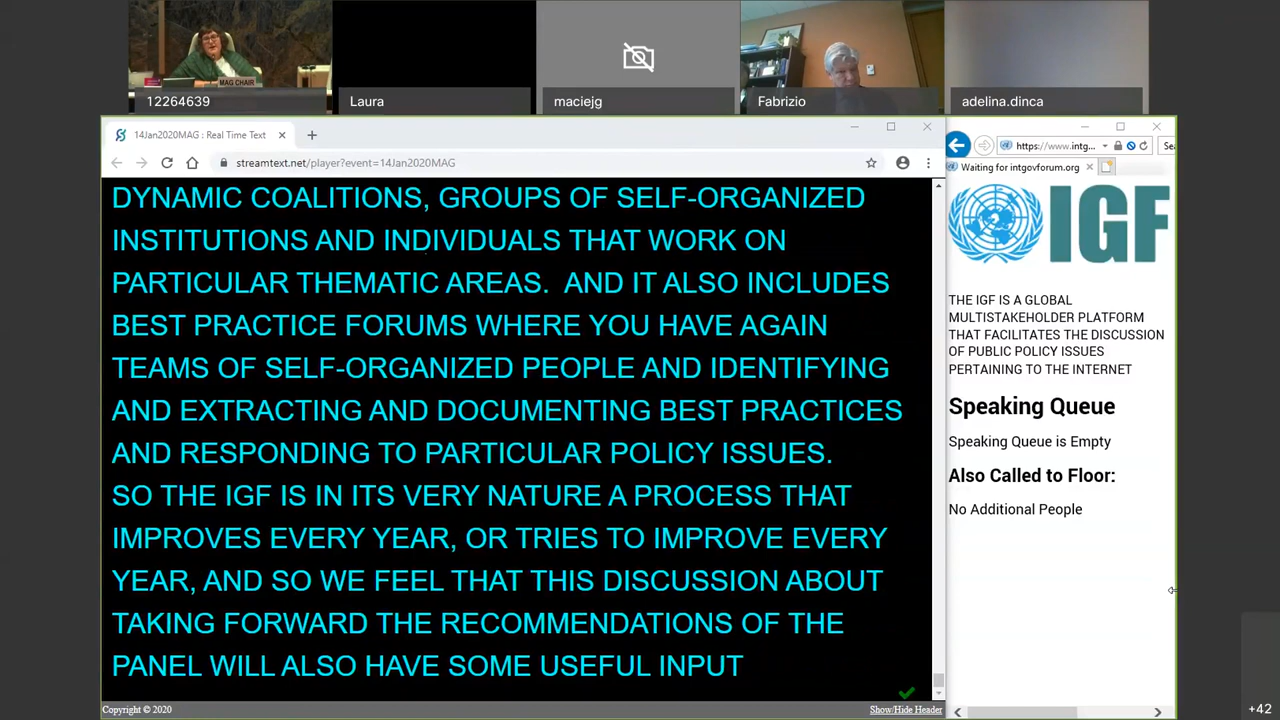 MAG CHAIR
12264639
Laura
maciejg
Fabrizio
adelina.dinca
14Jan2020MAG : Real Time Text
streamtext.net/player?event=14Jan2020MAG
DYNAMIC COALITIONS, GROUPS OF SELF-ORGANIZED
INSTITUTIONS AND INDIVIDUALS THAT WORK ON
PARTICULAR THEMATIC AREAS.  AND IT ALSO INCLUDES
BEST PRACTICE FORUMS WHERE YOU HAVE AGAIN
TEAMS OF SELF-ORGANIZED PEOPLE AND IDENTIFYING
AND EXTRACTING AND DOCUMENTING BEST PRACTICES
AND RESPONDING TO PARTICULAR POLICY ISSUES.
SO THE IGF IS IN ITS VERY NATURE A PROCESS THAT
IMPROVES EVERY YEAR, OR TRIES TO IMPROVE EVERY
YEAR, AND SO WE FEEL THAT THIS DISCUSSION ABOUT
TAKING FORWARD THE RECOMMENDATIONS OF THE
PANEL WILL ALSO HAVE SOME USEFUL INPUT
Copyright © 2020
Show/Hide Header
https://www.intg...
Sea
Waiting for intgovforum.org
IGF
THE IGF IS A GLOBAL
MULTISTAKEHOLDER PLATFORM
THAT FACILITATES THE DISCUSSION
OF PUBLIC POLICY ISSUES
PERTAINING TO THE INTERNET
Speaking Queue
Speaking Queue is Empty
Also Called to Floor:
No Additional People
+42